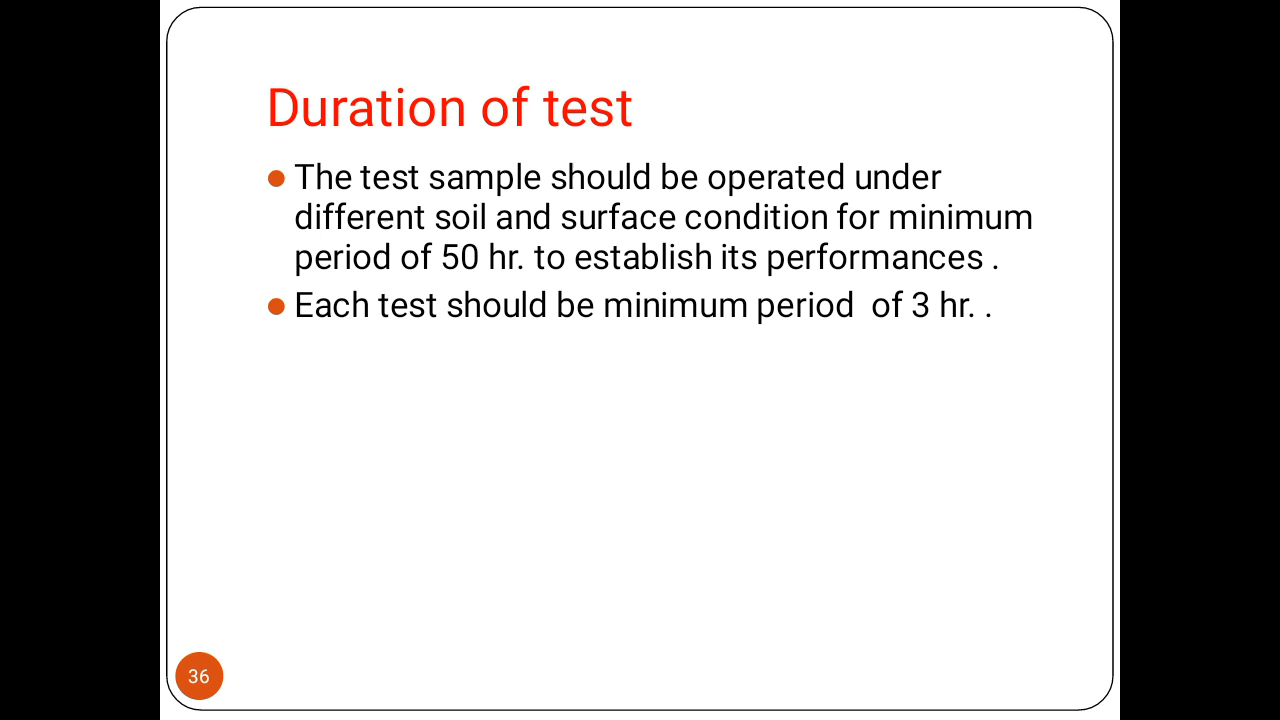 Duration of test
● The test sample should be operated under
different soil and surface condition for minimum
period of 50 hr. to establish its performances .
● Each test should be minimum period  of 3 hr. .
36